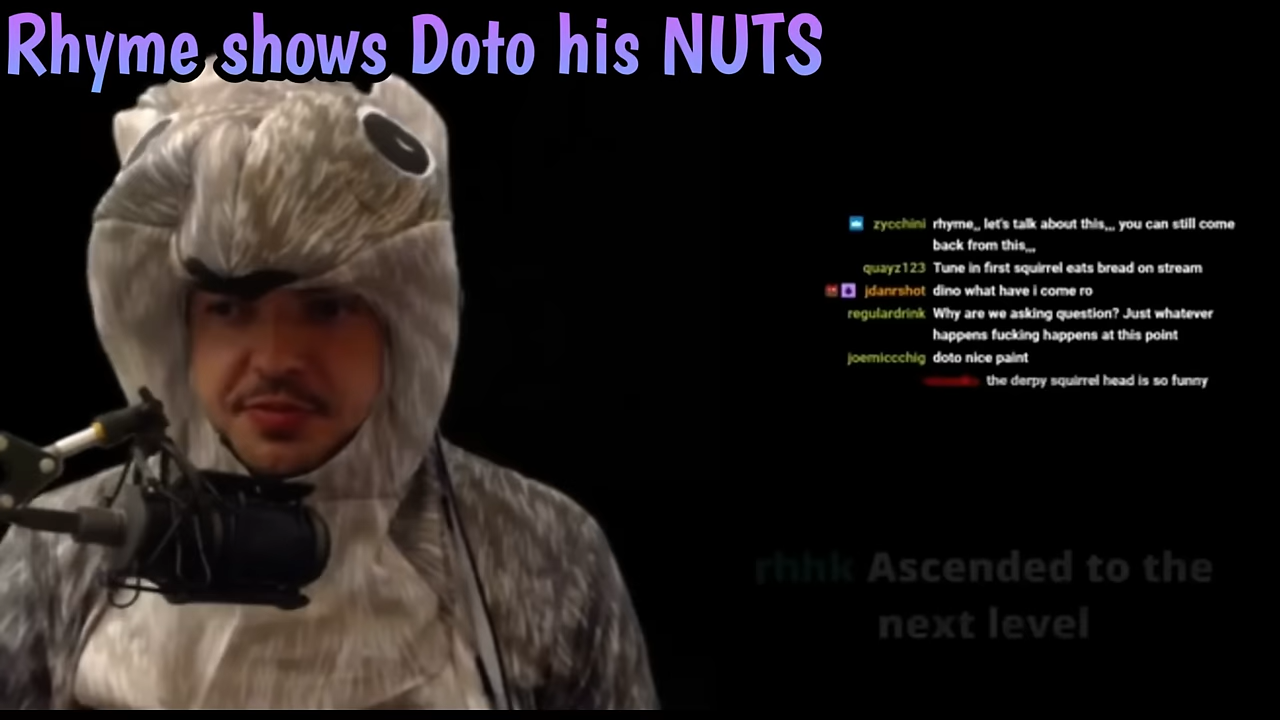 Rhyme shows Doto his NUTS
zycchini rhyme,, let's talk about this,,, you can still come
back from this,,,
quayz123 Tune in first squirrel eats bread on stream
jdanrshot dino what have i come ro
regulardrink Why are we asking question? Just whatever
happens fucking happens at this point
joemiccchig doto nice paint
the derpy squirrel head is so funny
rhhk Ascended to the
next level